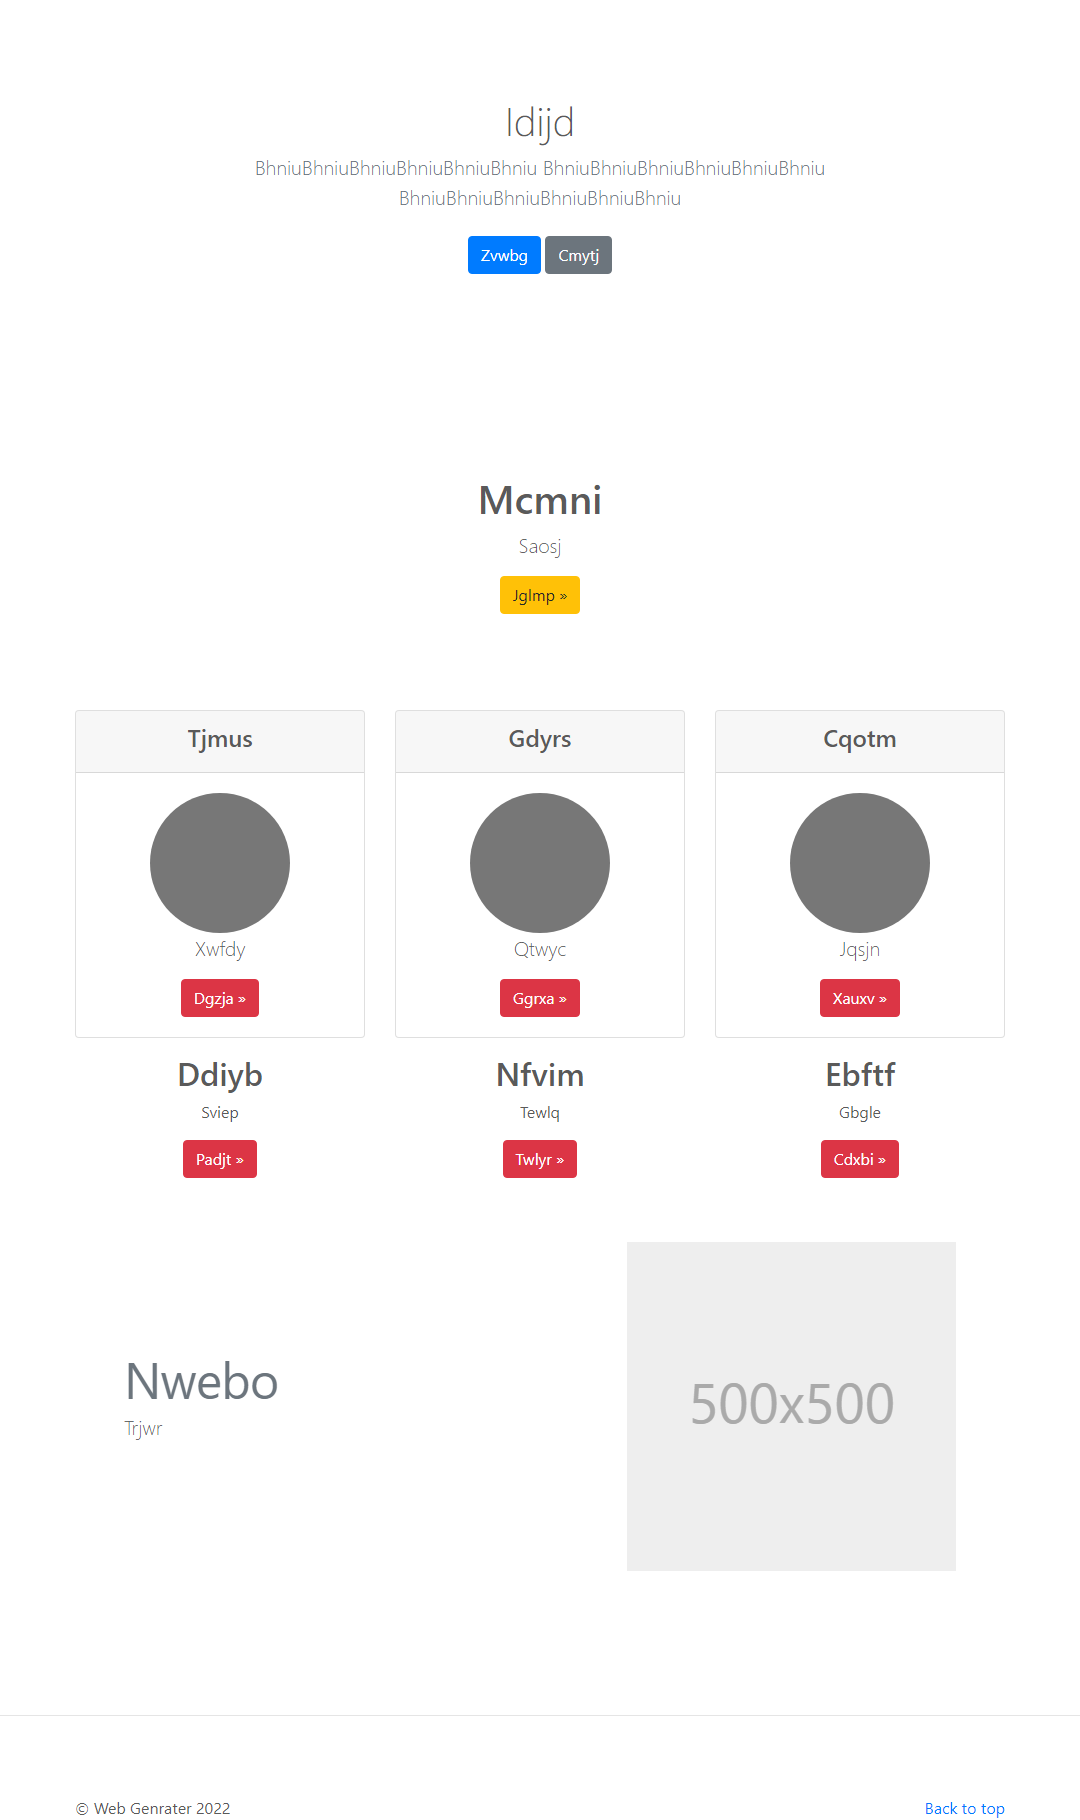 Idijd
BhniuBhniuBhniuBhniuBhniuBhniu BhniuBhniuBhniuBhniuBhniuBhniu
BhniuBhniuBhniuBhniuBhniuBhniu
Zvwbg Cmytj
Mcmni
Saosj
Jglmp »
Tjmus
Xwfdy
Dgzja »
Gdyrs
Qtwyc
Ggrxa »
Cqotm
Jqsjn
Xauxv »
Ddiyb
Sviep
Padjt »
Nfvim
Tewlq
Twlyr »
Ebftf
Gbgle
Cdxbi »
Nwebo
Trjwr
500x500
© Web Genrater 2022
Back to top